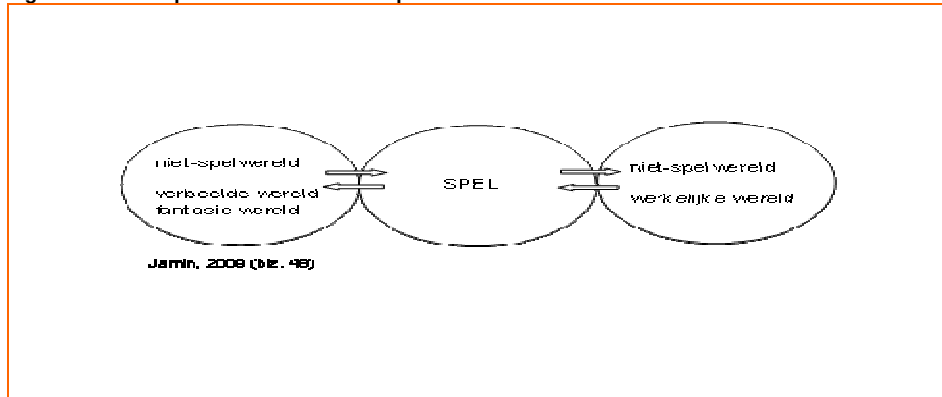 niet-spelwereld
verbeelde wereld
fantasie wereld
SPEL
niet-spelwereld
werkelijke wereld
Jamin, 2009 (blz. 48)